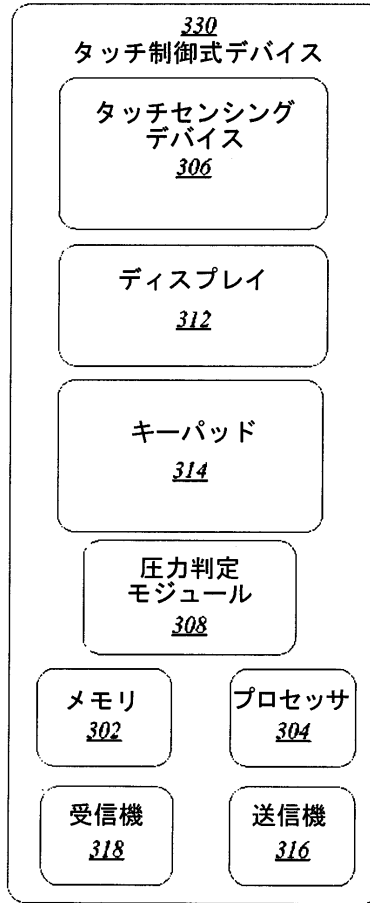 330
タッチ制御式デバイス
タッチセンシング
デバイス
306
ディスプレイ
312
キーパッド
314
圧力判定
モジュール
308
メモリ
302
プロセッサ
304
受信機
318
送信機
316